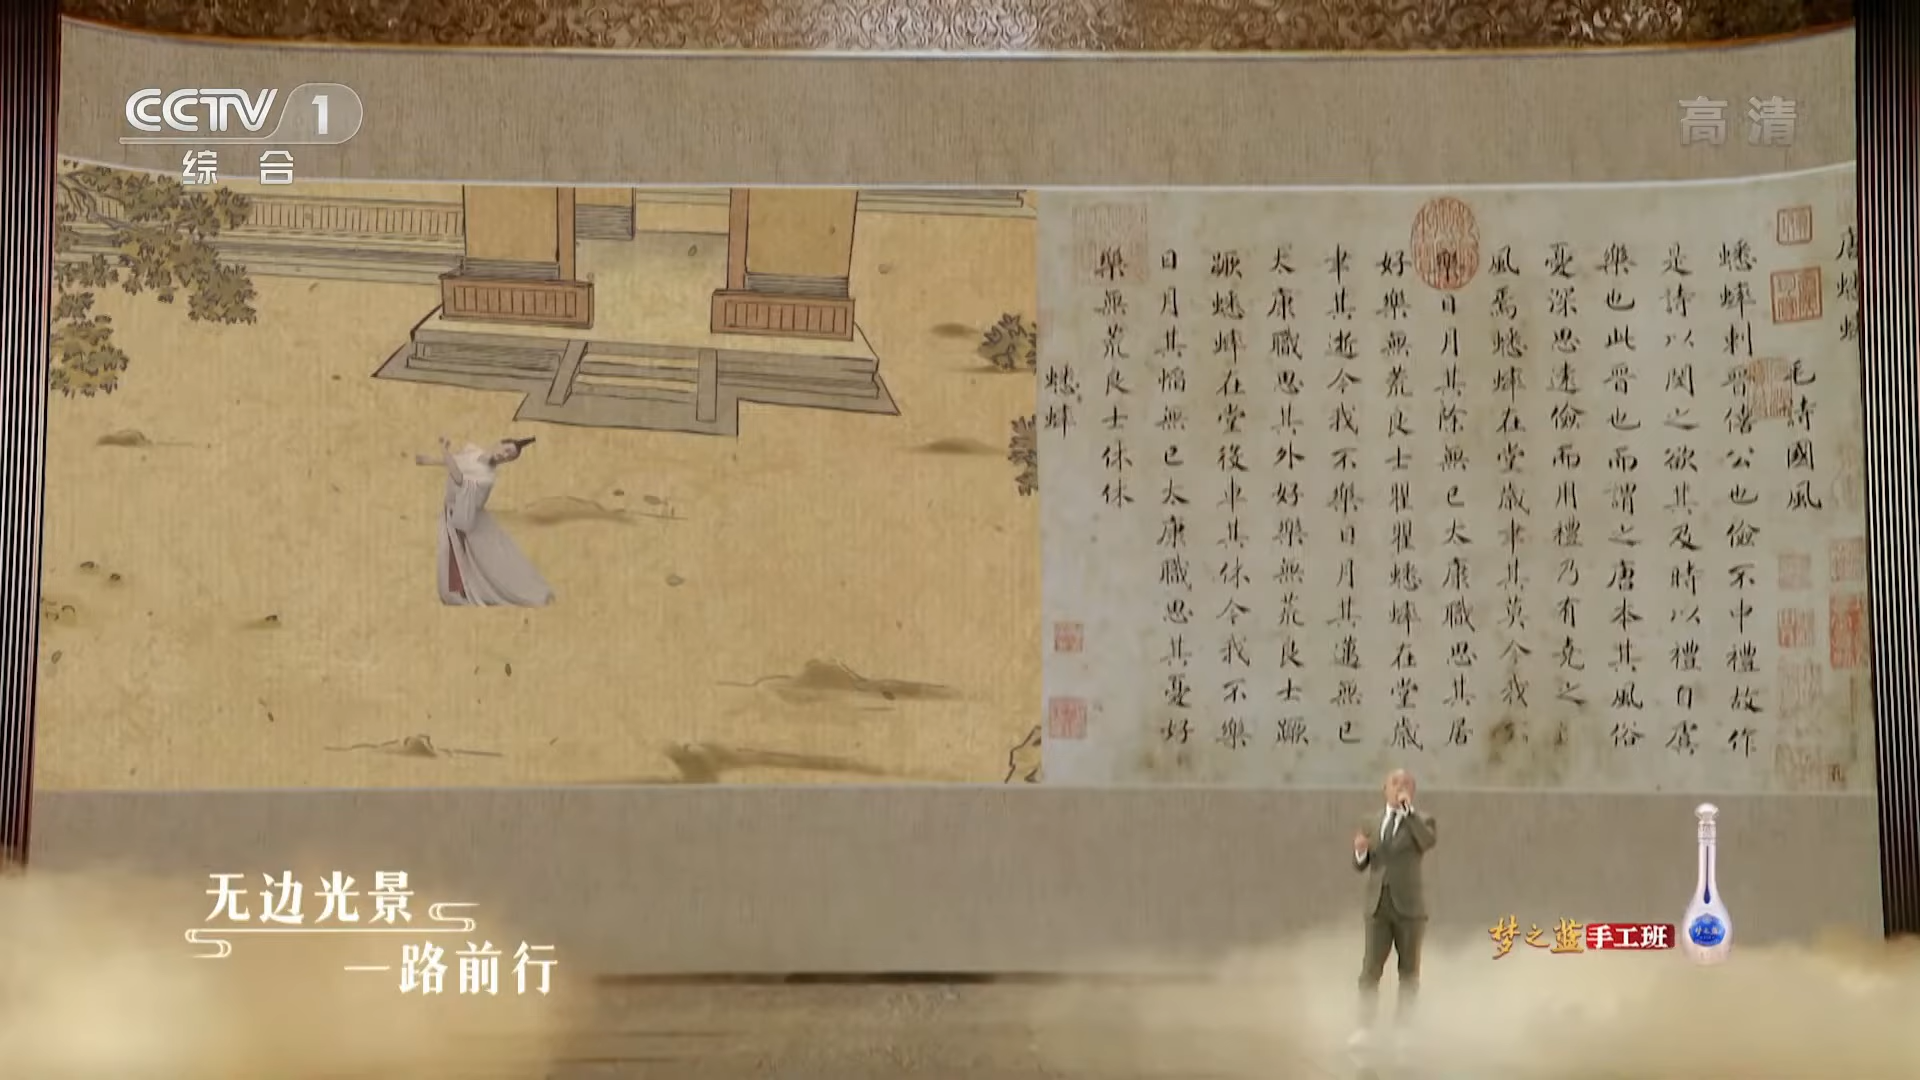 CCTV 1
综合
高清
毛詩國風
蟋蟀刺晉僖公也儉不中禮故作
是詩以閔之欲其及時以禮自虞
樂也此晉也而謂之唐本其風俗
憂深思遠儉而用禮乃有堯之
風焉蟋蟀在堂歲聿其莫今我
樂日月其除無已大康職思其居
好樂無荒良士瞿瞿蟋蟀在堂歲
聿其逝今我不樂日月其邁無已
大康職思其外好樂無荒良士蹶
蹶蟋蟀在堂役車其休今我不樂
日月其慆無已大康職思其憂好
樂無荒良士休休
蟋蟀
无边光景
一路前行
梦之蓝手工班